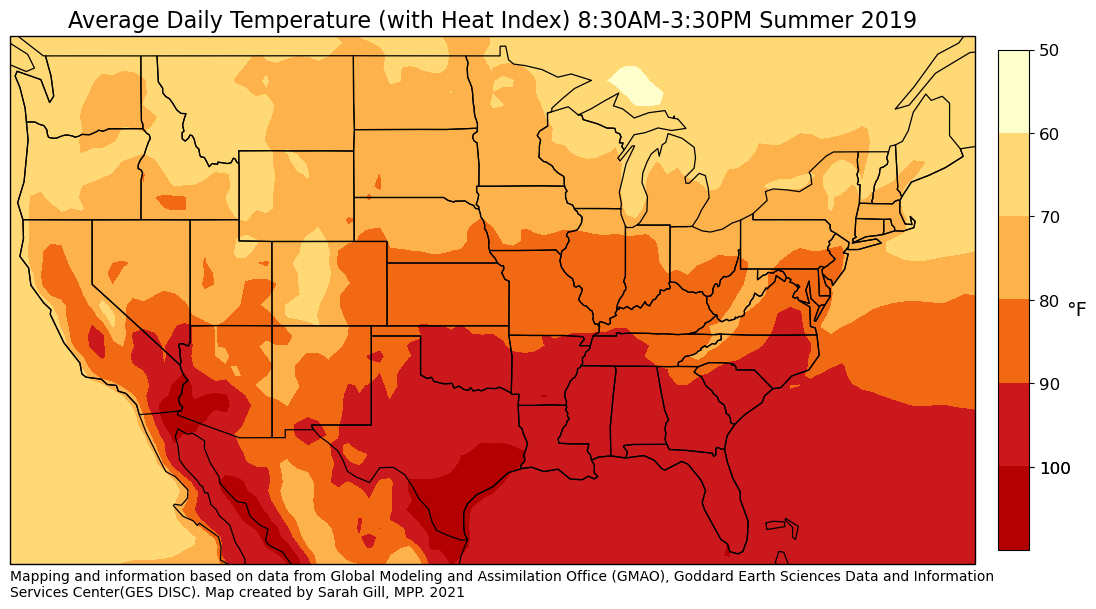 Average Daily Temperature (with Heat Index) 8:30AM-3:30PM Summer 2019
50
60
70
80
°F
90
100
Mapping and information based on data from Global Modeling and Assimilation Office (GMAO), Goddard Earth Sciences Data and Information
Services Center(GES DISC). Map created by Sarah Gill, MPP. 2021